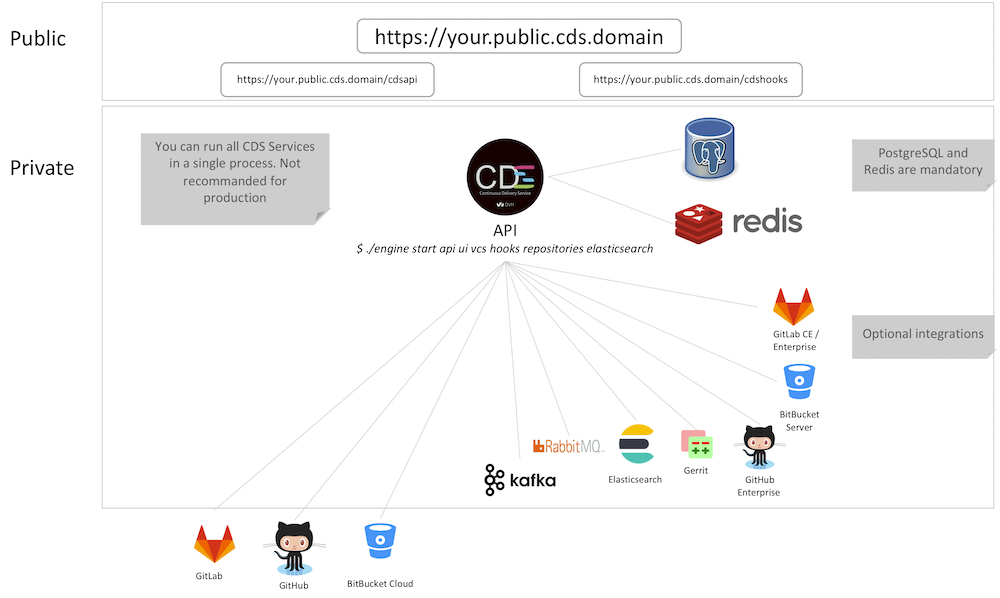 Public
https://your.public.cds.domain
https://your.public.cds.domain/cdsapi
https://your.public.cds.domain/cdshooks
Private
You can run all CDS Services
in a single process. Not
recommanded for
production
CDE
Continuous Delivery Service
OVH
API
$ ./engine start api ui vcs hooks repositories elasticsearch
redis
PostgreSQL and
Redis are mandatory
GitLab CE /
Enterprise
Optional integrations
BitBucket
Server
RabbitMQ
kafka
Elasticsearch
Gerrit
GitHub
Enterprise
GitLab
GitHub
BitBucket Cloud